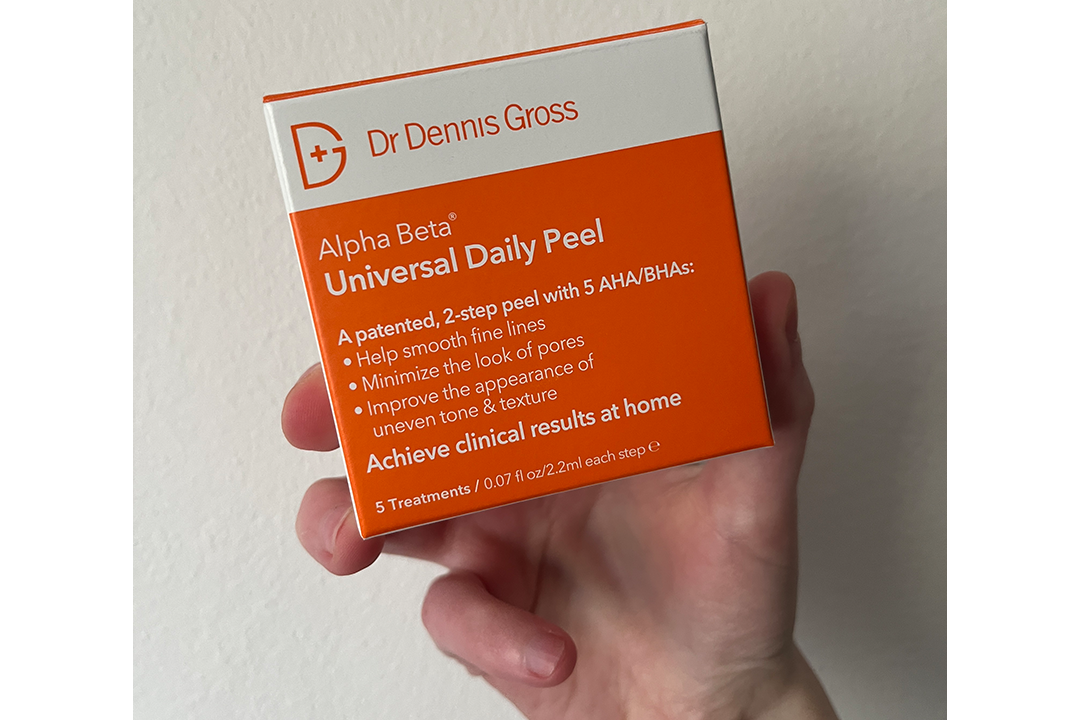 Dr Dennis Gross
Alpha Beta®
Universal Daily Peel
A patented, 2-step peel with 5 AHA/BHAs:
• Help smooth fine lines
• Minimize the look of pores
• Improve the appearance of
uneven tone & texture
Achieve clinical results at home
5 Treatments / 0.07 fl oz/2.2ml each step ℮